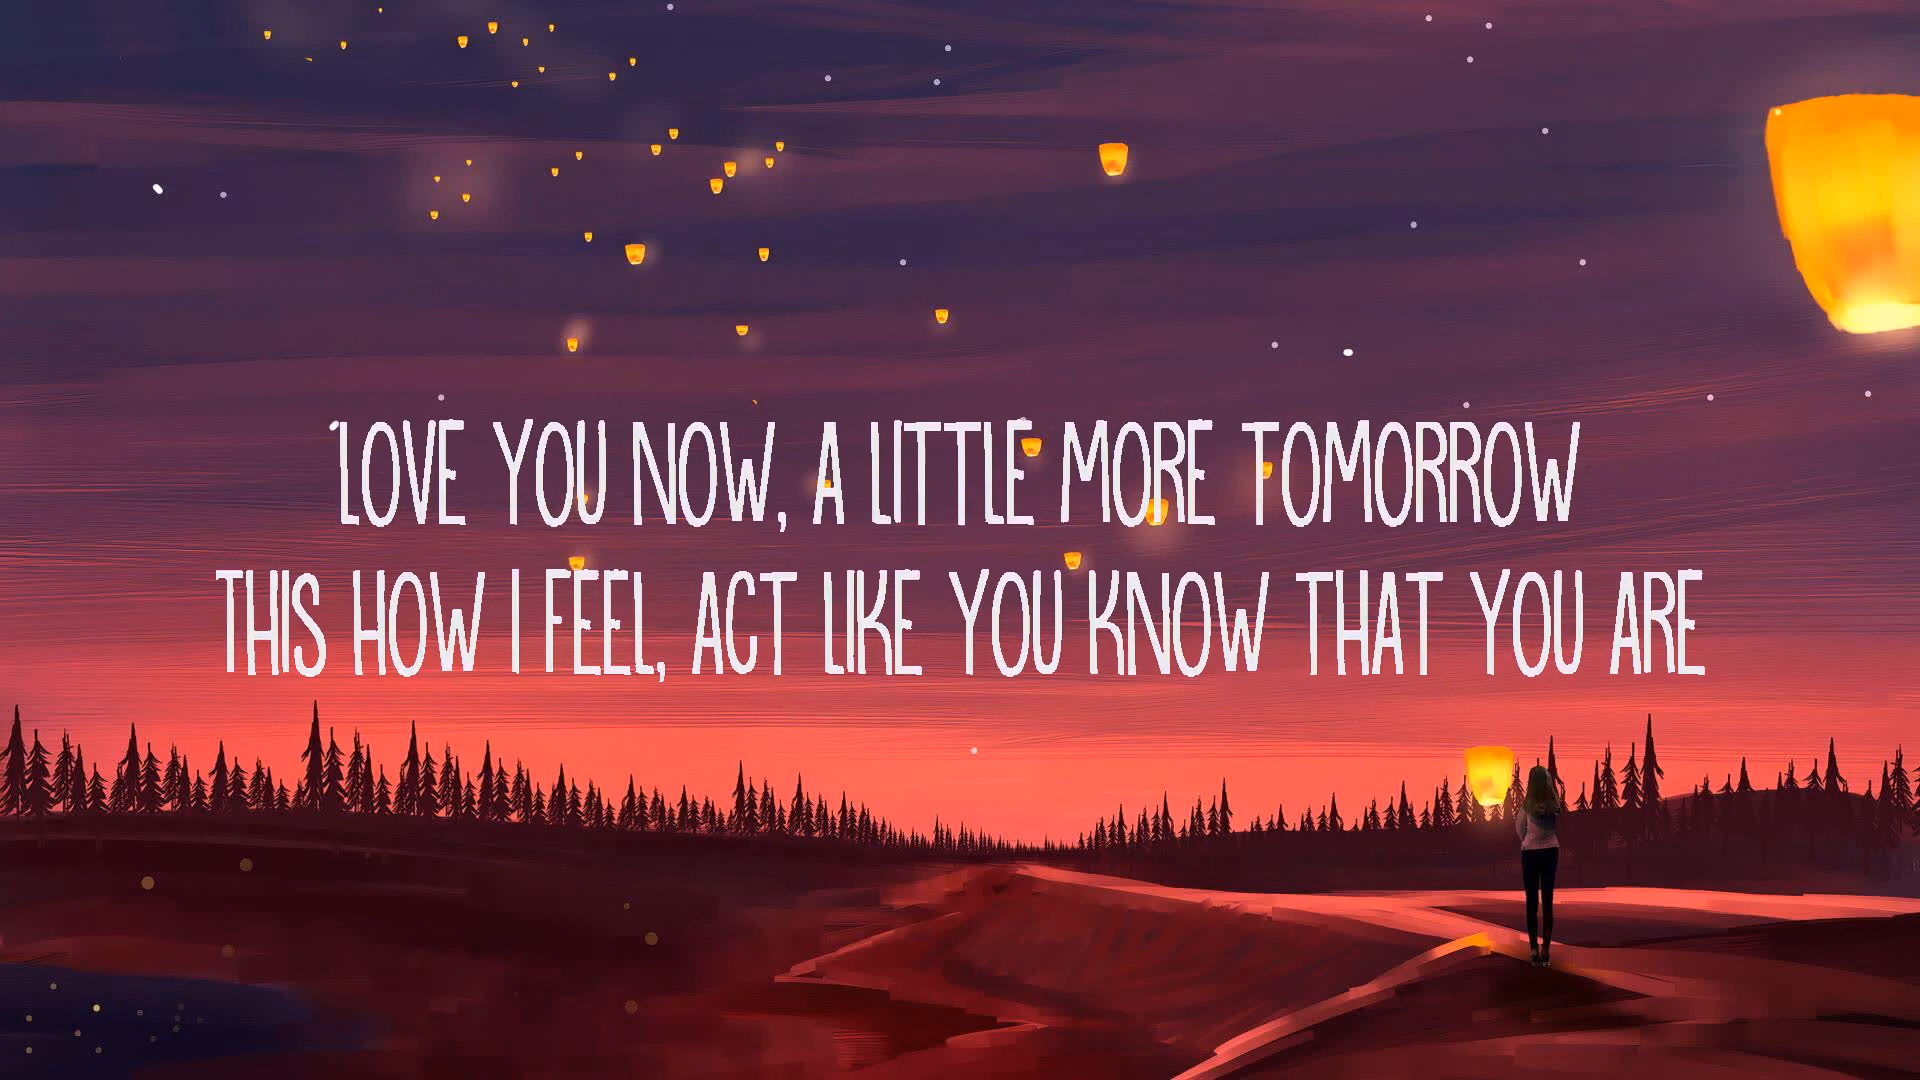 LOVE YOU NOW, A LITTLE MORE TOMORROW
THIS HOW I FEEL, ACT LIKE YOU KNOW THAT YOU ARE